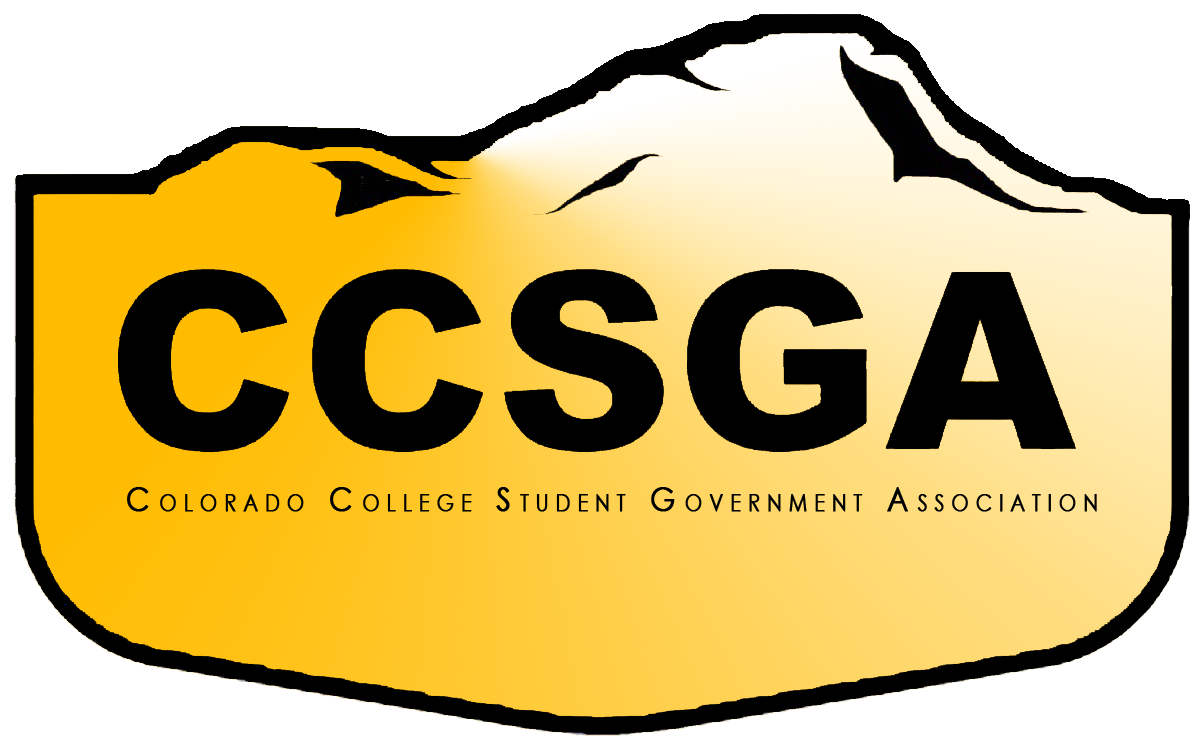 CCSGA
COLORADO COLLEGE STUDENT GOVERNMENT ASSOCIATION